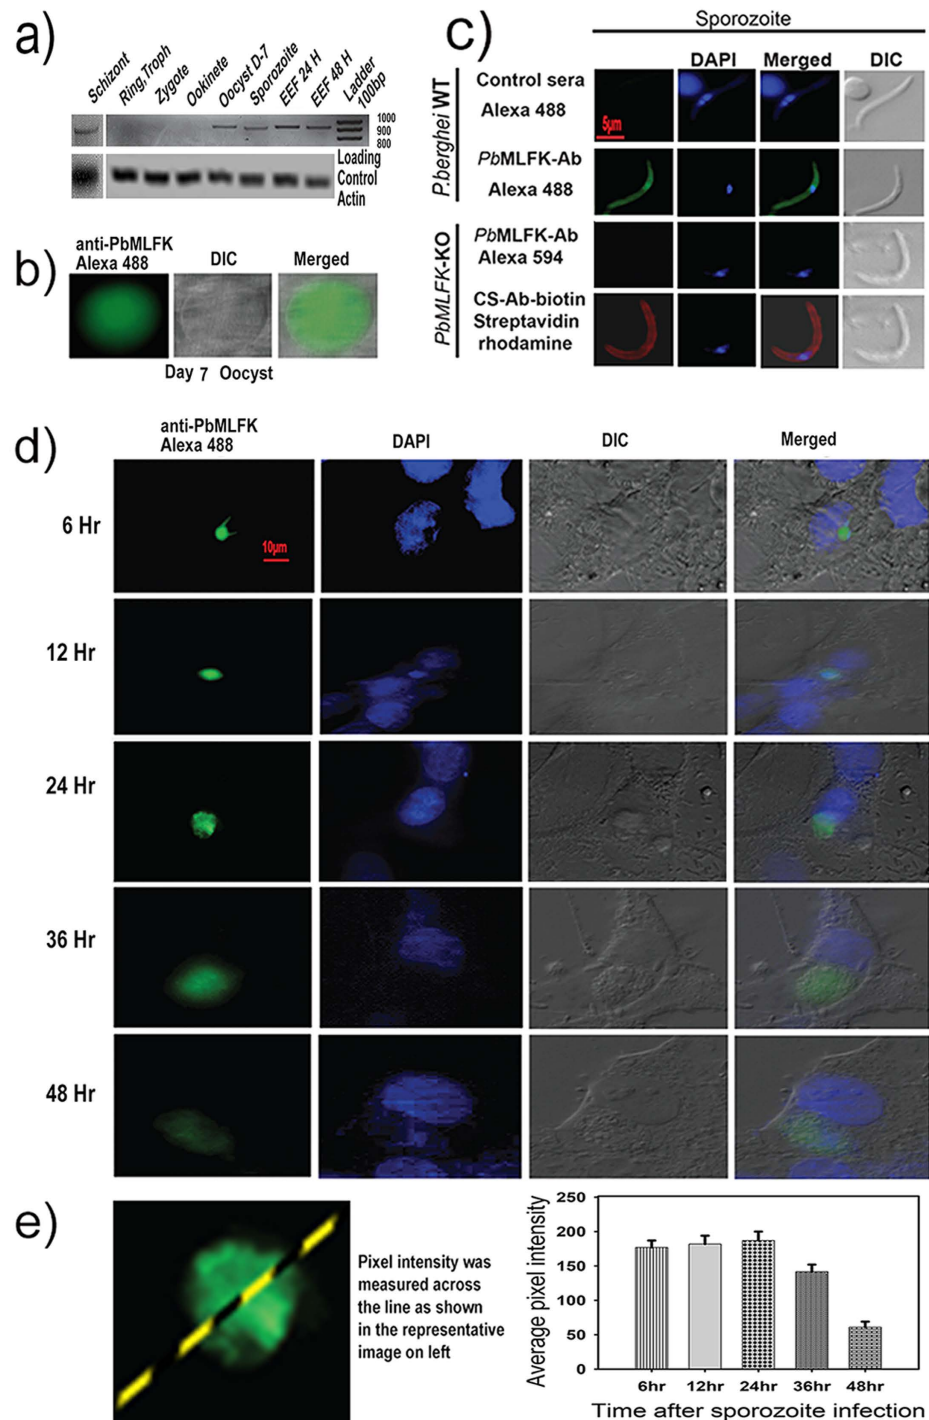 a)
Schizont
Ring,Troph
Zygote
Ookinete
Oocyst D-7
Sporozoite
EEF 24 H
EEF 48 H
Ladder
100bp
1000
900
800
Loading
Control
Actin
b)
anti-PbMLFK
Alexa 488
DIC
Merged
Day 7 Oocyst
c)
Sporozoite
DAPI
Merged
DIC
P.berghei WT
Control sera
Alexa 488
5µm
PbMLFK-Ab
Alexa 488
PbMLFK-KO
PbMLFK-Ab
Alexa 594
CS-Ab-biotin
Streptavidin
rhodamine
d)
anti-PbMLFK
Alexa 488
DAPI
DIC
Merged
6 Hr
10µm
12 Hr
24 Hr
36 Hr
48 Hr
e)
Pixel intensity was
measured across
the line as shown
in the representative
image on left
Average pixel intensity
250
200
150
100
50
0
6hr 12hr 24hr 36hr 48hr
Time after sporozoite infection